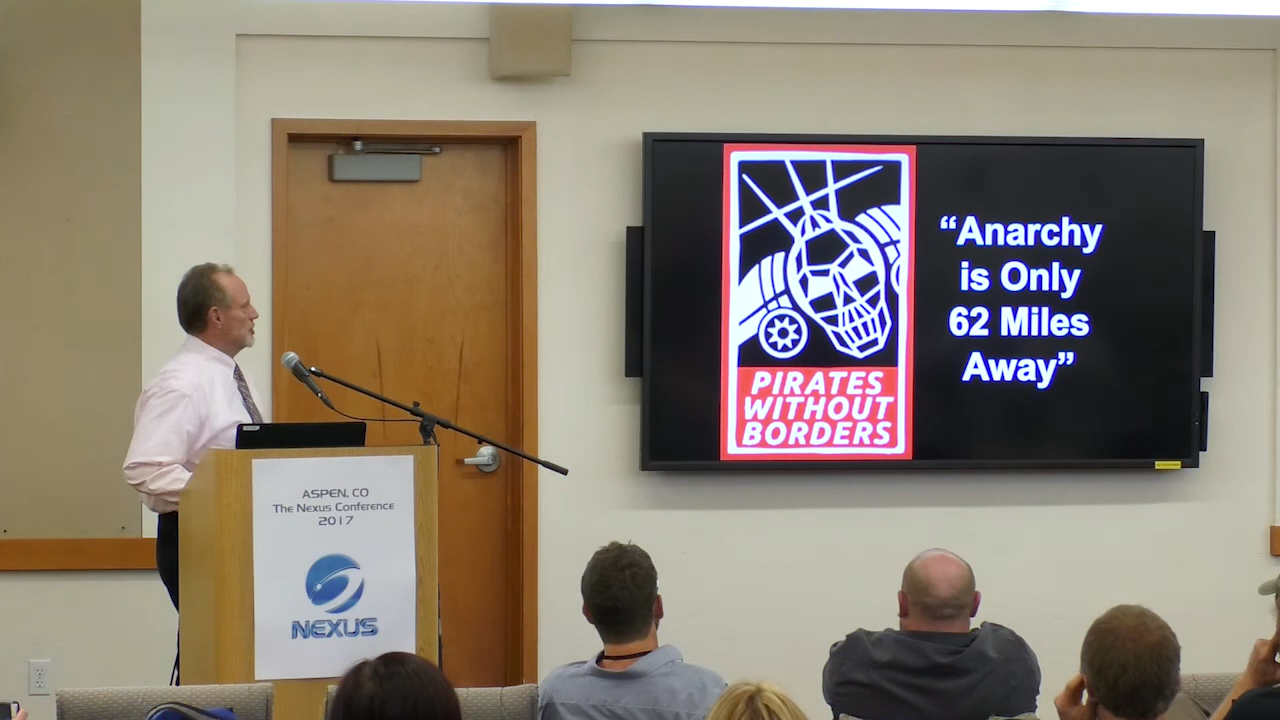 “Anarchy
is Only
62 Miles
Away”
PIRATES
WITHOUT
BORDERS
ASPEN, CO
The Nexus Conference
2017
NEXUS